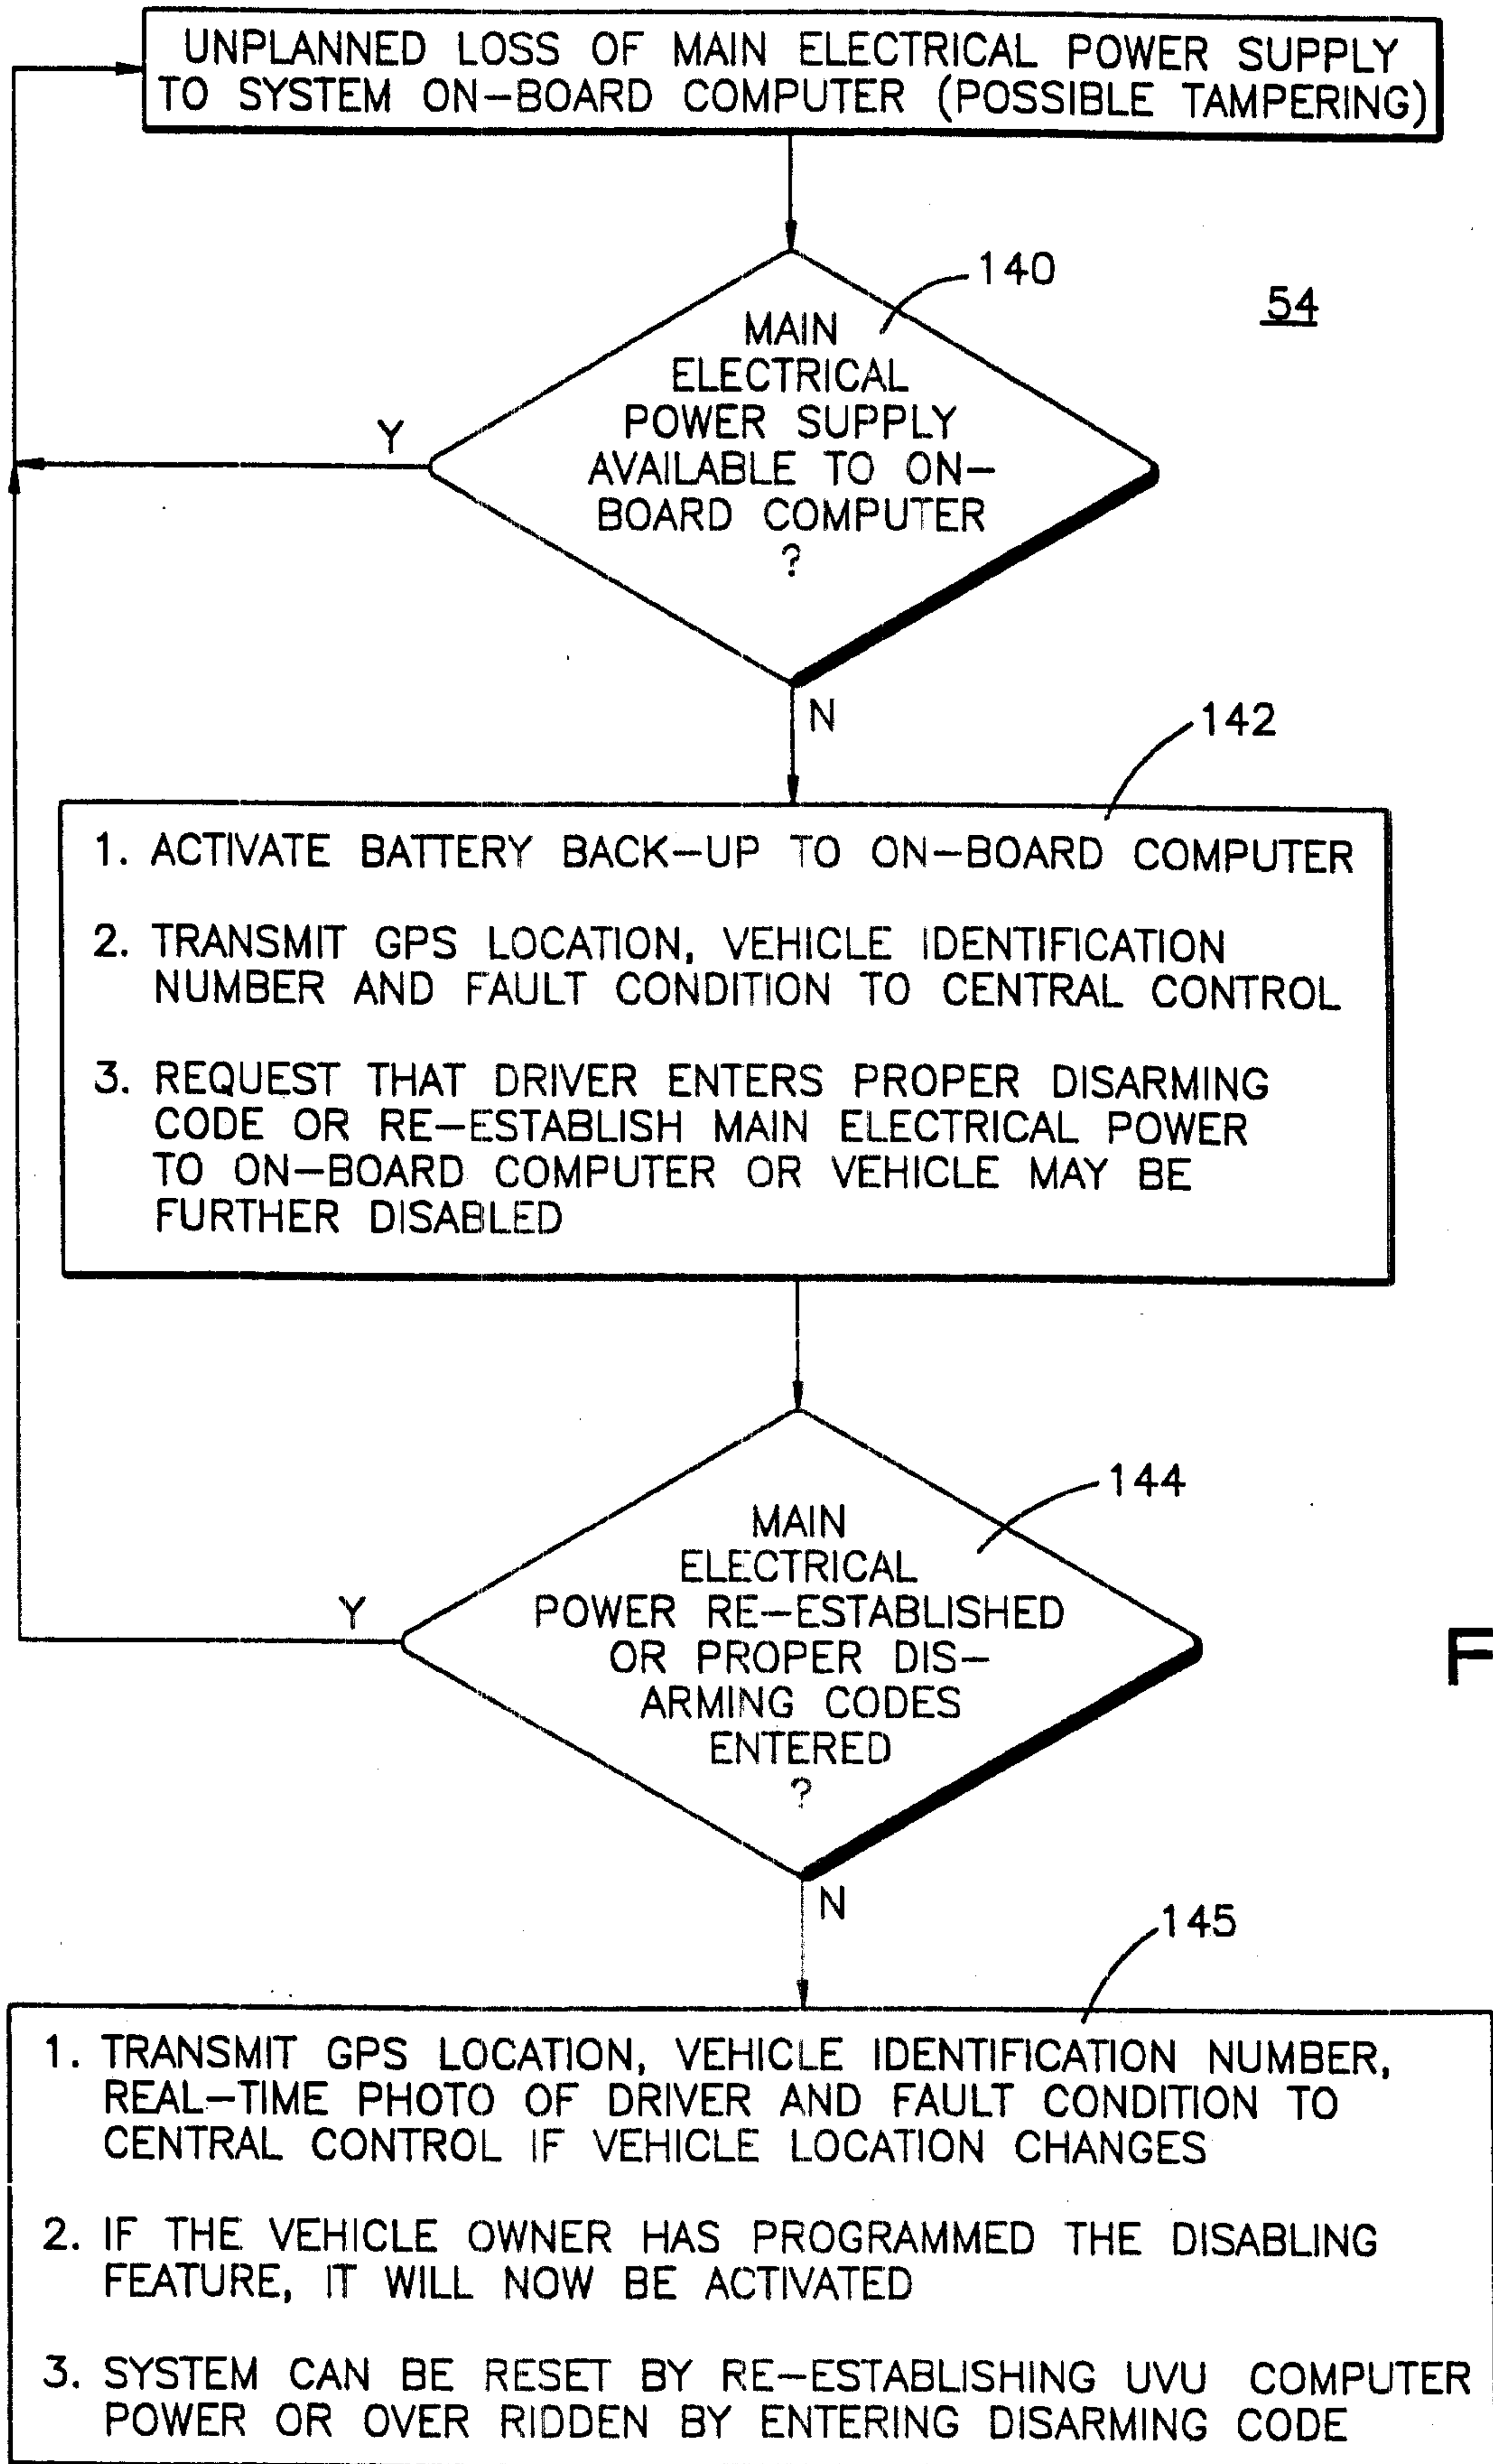 UNPLANNED LOSS OF MAIN ELECTRICAL POWER SUPPLY
TO SYSTEM ON-BOARD COMPUTER (POSSIBLE TAMPERING)
140
54
MAIN
ELECTRICAL
POWER SUPPLY
AVAILABLE TO ON-
BOARD COMPUTER
?
Y
N
142
1. ACTIVATE BATTERY BACK-UP TO ON-BOARD COMPUTER
2. TRANSMIT GPS LOCATION, VEHICLE IDENTIFICATION
NUMBER AND FAULT CONDITION TO CENTRAL CONTROL
3. REQUEST THAT DRIVER ENTERS PROPER DISARMING
CODE OR RE-ESTABLISH MAIN ELECTRICAL POWER
TO ON-BOARD COMPUTER OR VEHICLE MAY BE
FURTHER DISABLED
144
MAIN
ELECTRICAL
POWER RE-ESTABLISHED
OR PROPER DIS-
ARMING CODES
ENTERED
?
Y
F
N
145
1. TRANSMIT GPS LOCATION, VEHICLE IDENTIFICATION NUMBER,
REAL-TIME PHOTO OF DRIVER AND FAULT CONDITION TO
CENTRAL CONTROL IF VEHICLE LOCATION CHANGES
2. IF THE VEHICLE OWNER HAS PROGRAMMED THE DISABLING
FEATURE, IT WILL NOW BE ACTIVATED
3. SYSTEM CAN BE RESET BY RE-ESTABLISHING UVU COMPUTER
POWER OR OVER RIDDEN BY ENTERING DISARMING CODE